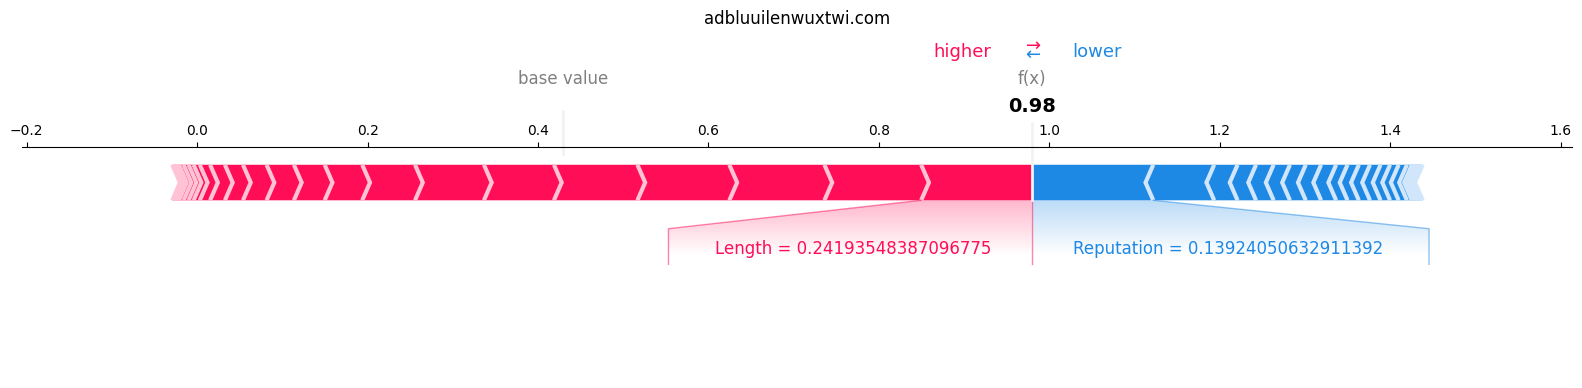 adbluuilenwuxtwi.com
higher ⇄ lower
base value f(x)
0.98
−0.2 0.0 0.2 0.4 0.6 0.8 1.0 1.2 1.4 1.6
Length = 0.24193548387096775 Reputation = 0.13924050632911392